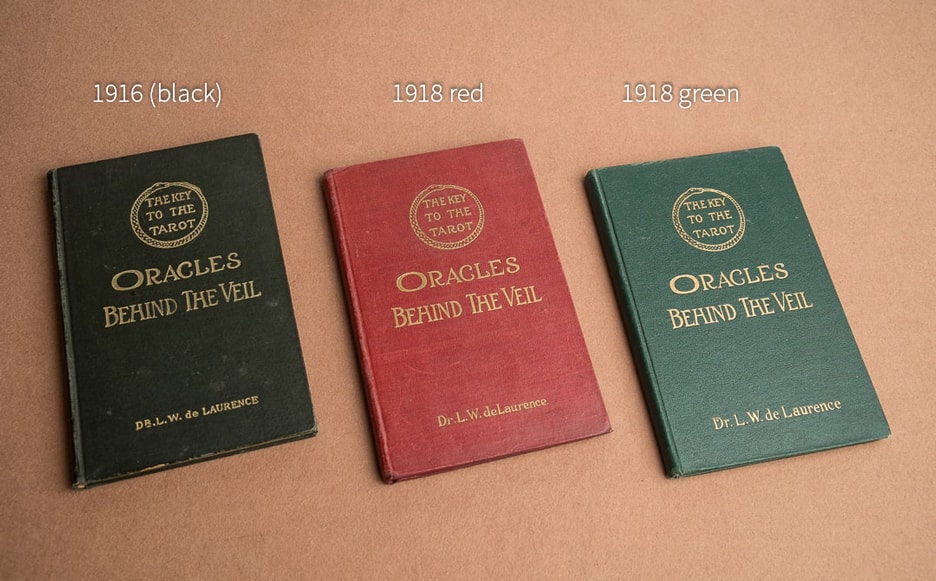 1916 (black)
1918 red
1918 green
THE KEY
TO THE
TAROT
ORACLES
BEHIND THE VEIL
DR. L. W. de LAURENCE
THE KEY
TO THE
TAROT
ORACLES
BEHIND THE VEIL
Dr. L. W. deLaurence
THE KEY
TO THE
TAROT
ORACLES
BEHIND THE VEIL
Dr. L. W. de Laurence